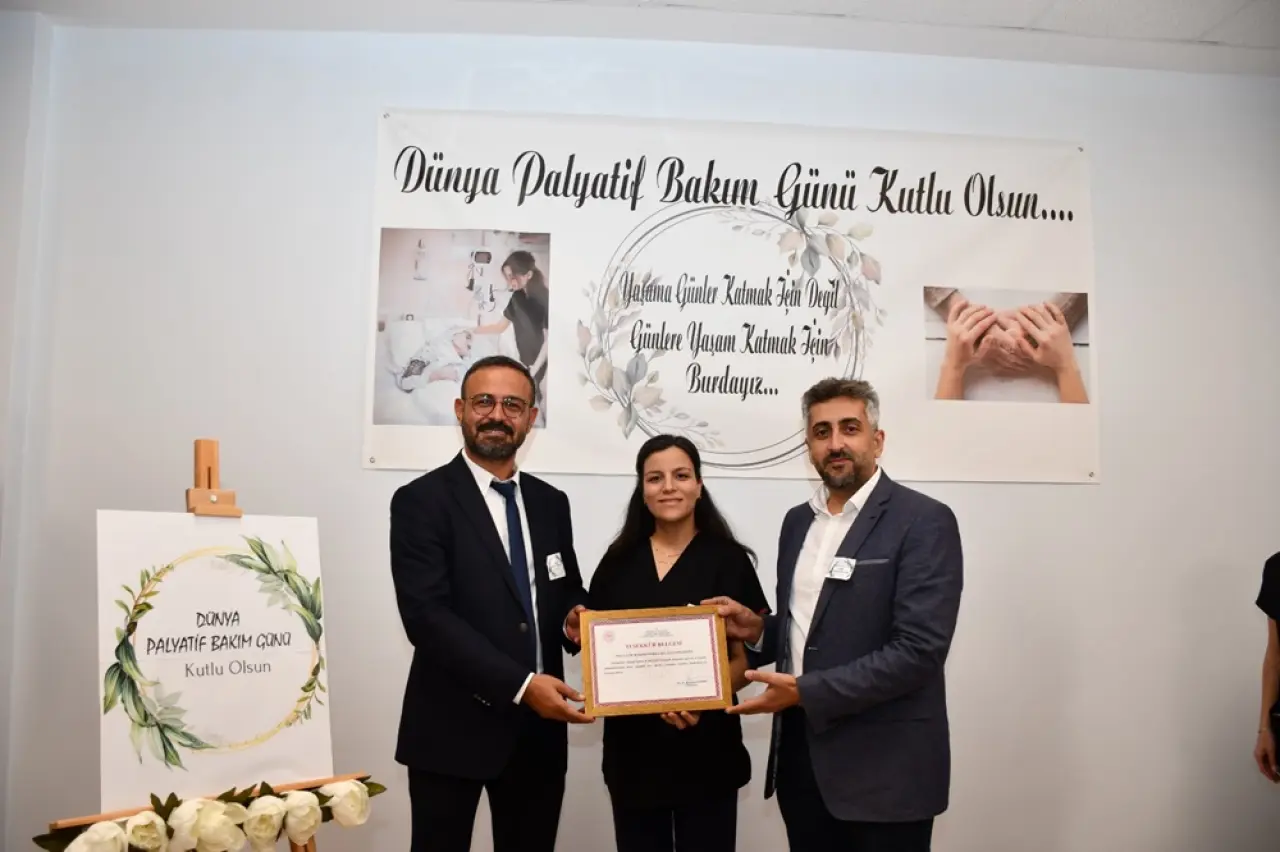 Dünya Palyatif Bakım Günü Kutlu Olsun....
Yaşama Günler Katmak İçin Değil
Günlere Yaşam Katmak İçin
Burdayız...
DÜNYA
PALYATİF BAKIM GÜNÜ
Kutlu Olsun
TEŞEKKÜR BELGESİ